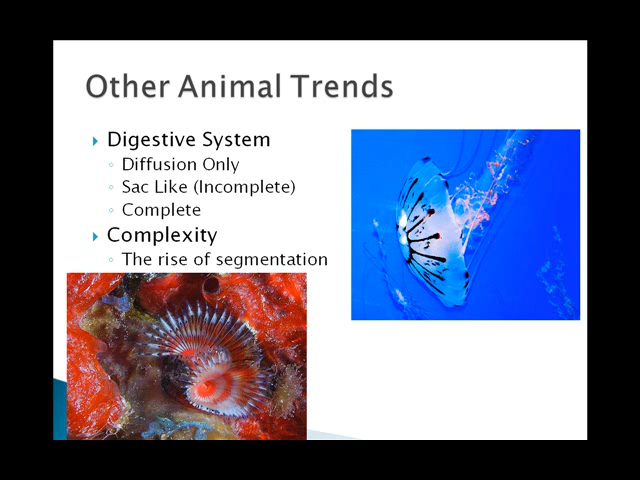 Other Animal Trends
Digestive System
Diffusion Only
Sac Like (Incomplete)
Complete
Complexity
The rise of segmentation